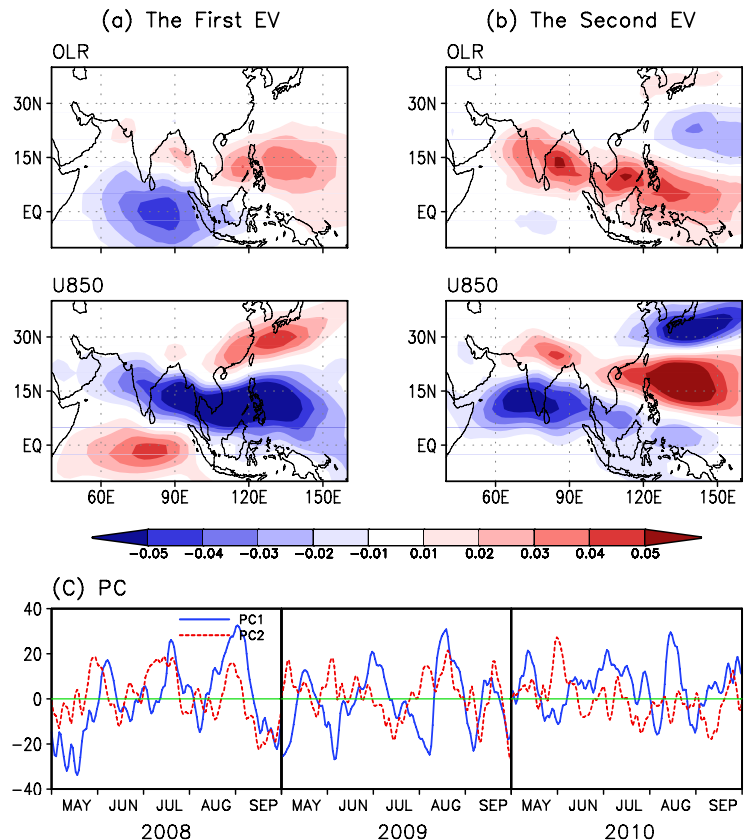 (a) The First EV (b) The Second EV
OLR OLR
30N 30N
15N 15N
EQ EQ
U850 U850
30N 30N
15N 15N
EQ EQ
60E 90E 120E 150E 60E 90E 120E 150E
-0.05 -0.04 -0.03 -0.02 -0.01 0.01 0.02 0.03 0.04 0.05
(C) PC
40
PC1
PC2
20
0
-20
-40
MAY JUN JUL AUG SEP MAY JUN JUL AUG SEP MAY JUN JUL AUG SEP
2008 2009 2010